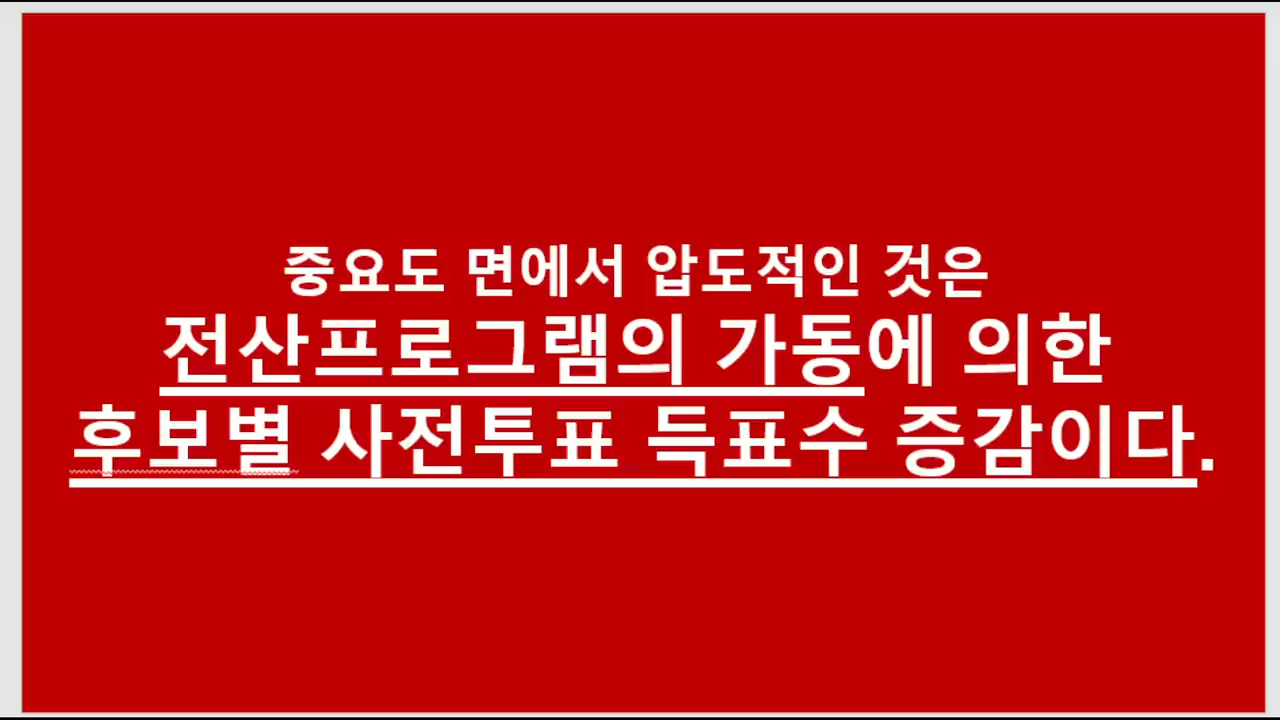 중요도 면에서 압도적인 것은
전산프로그램의 가동에 의한
후보별 사전투표 득표수 증감이다.